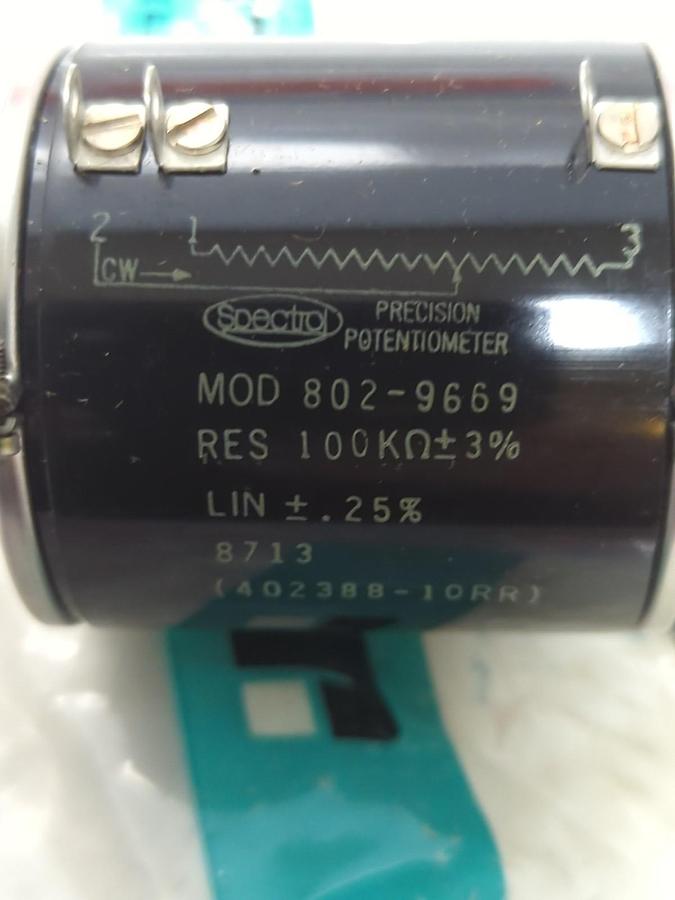 2 1 3
CW
Spectrol PRECISION
POTENTIOMETER
MOD 802-9669
RES 100KΩ±3%
LIN ±.25%
8713
(402388-10RR)